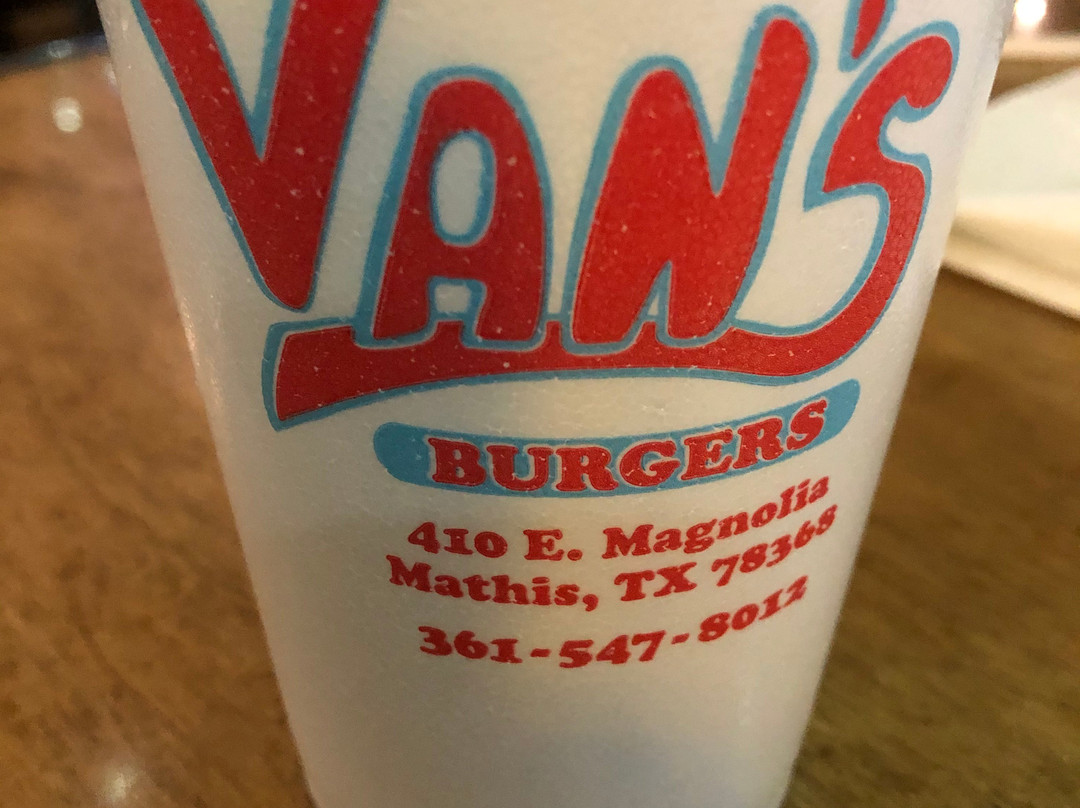 VAN'S
BURGERS
410 E. Magnolia
Mathis, TX 78368
361-547-8012